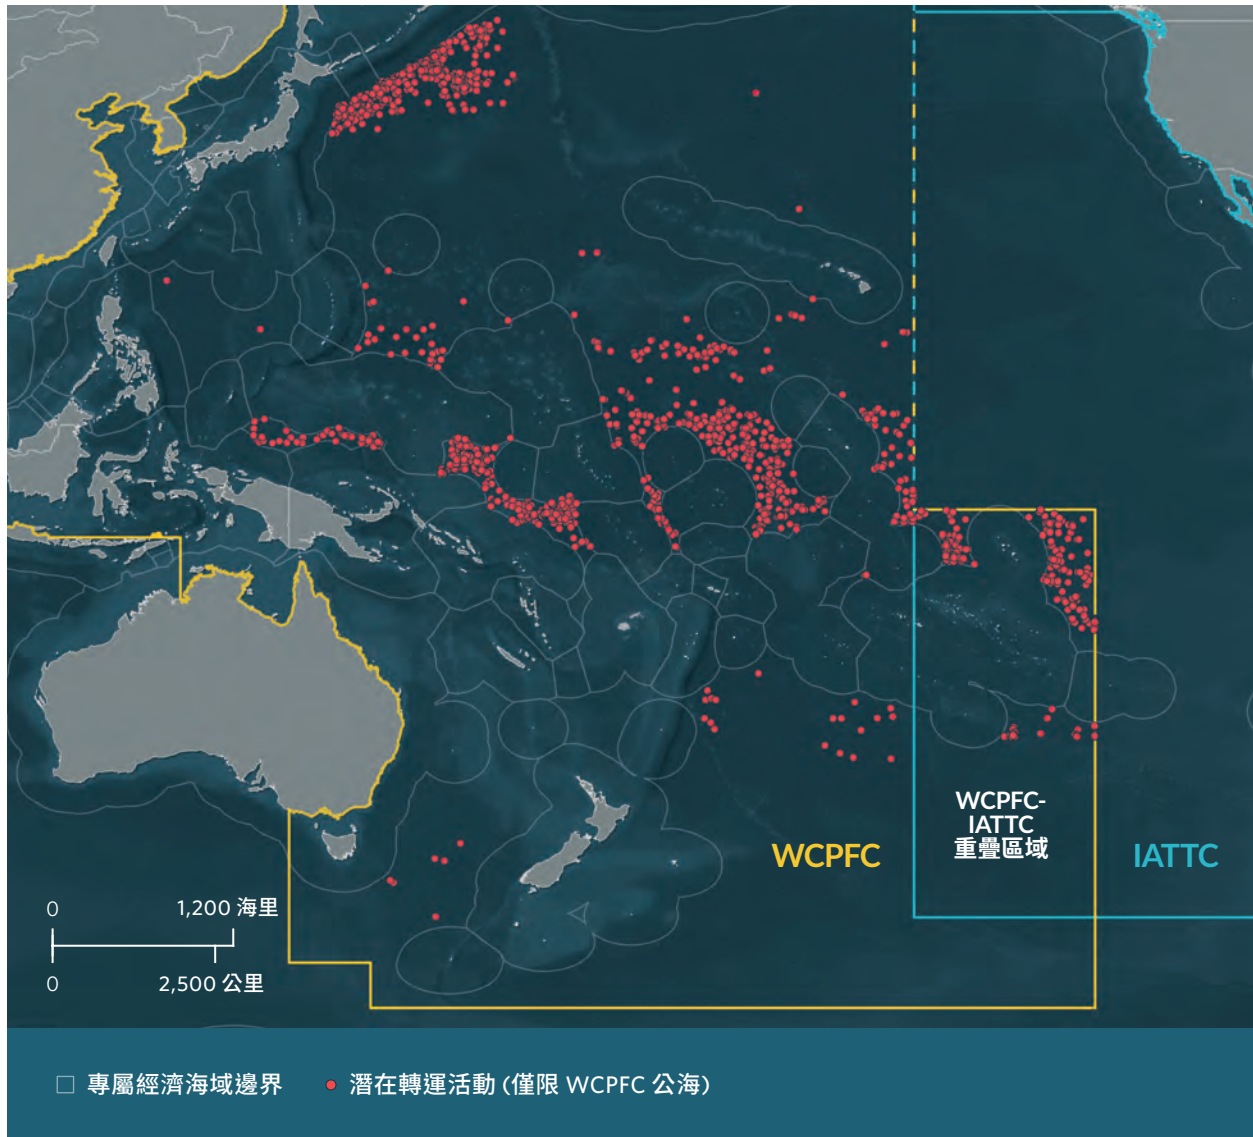 WCPFC-
IATTC
重疊區域
WCPFC
IATTC
0
1,200 海里
0
2,500 公里
專屬經濟海域邊界
潛在轉運活動 (僅限 WCPFC 公海)